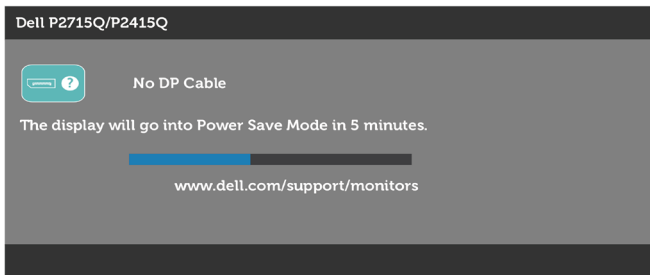 Dell P2715Q/P2415Q
?
No DP Cable
The display will go into Power Save Mode in 5 minutes.
www.dell.com/support/monitors